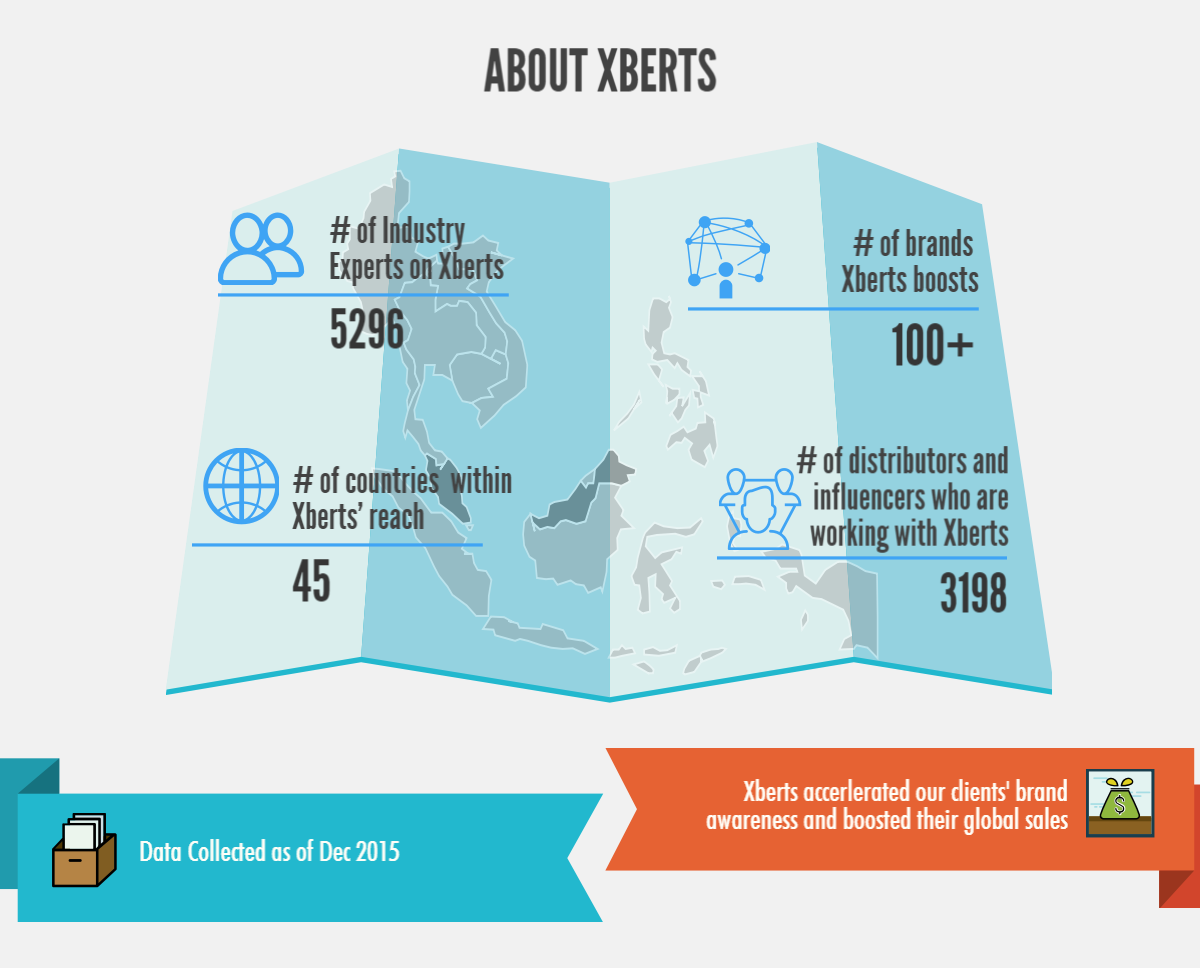 ABOUT XBERTS
# of Industry
Experts on Xberts
5296
# of brands
Xberts boosts
100+
# of countries within
Xberts' reach
45
# of distributors and
influencers who are
working with Xberts
3198
Data Collected as of Dec 2015
Xberts accerlerated our clients' brand
awareness and boosted their global sales
$